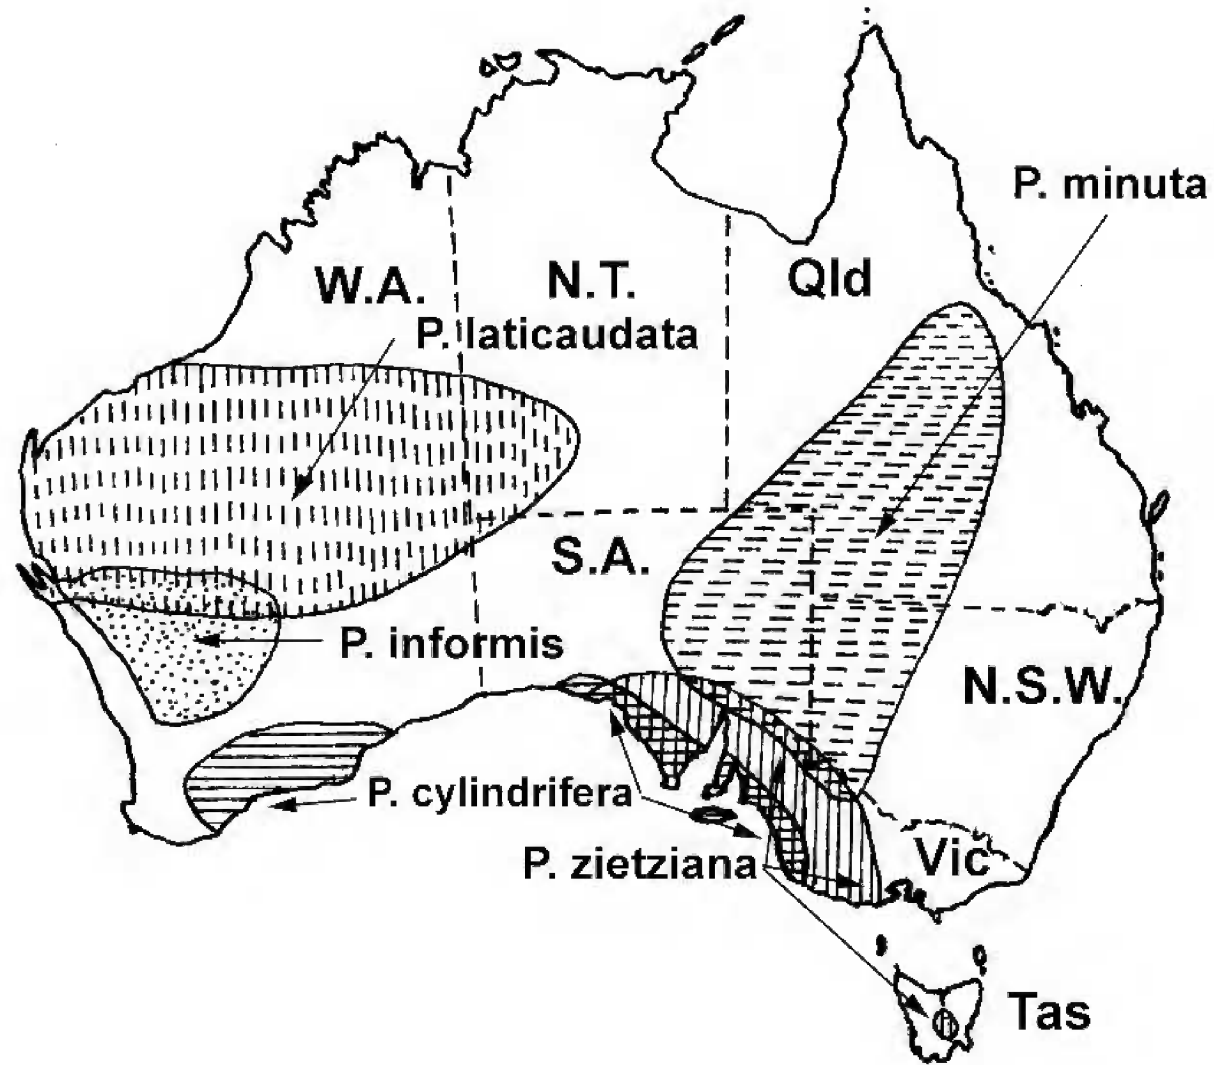 P. minuta
W.A.
N.T.
Qld
P. laticaudata
S.A.
P. informis
N.S.W.
P. cylindrifera
P. zietziana
Vic
Tas